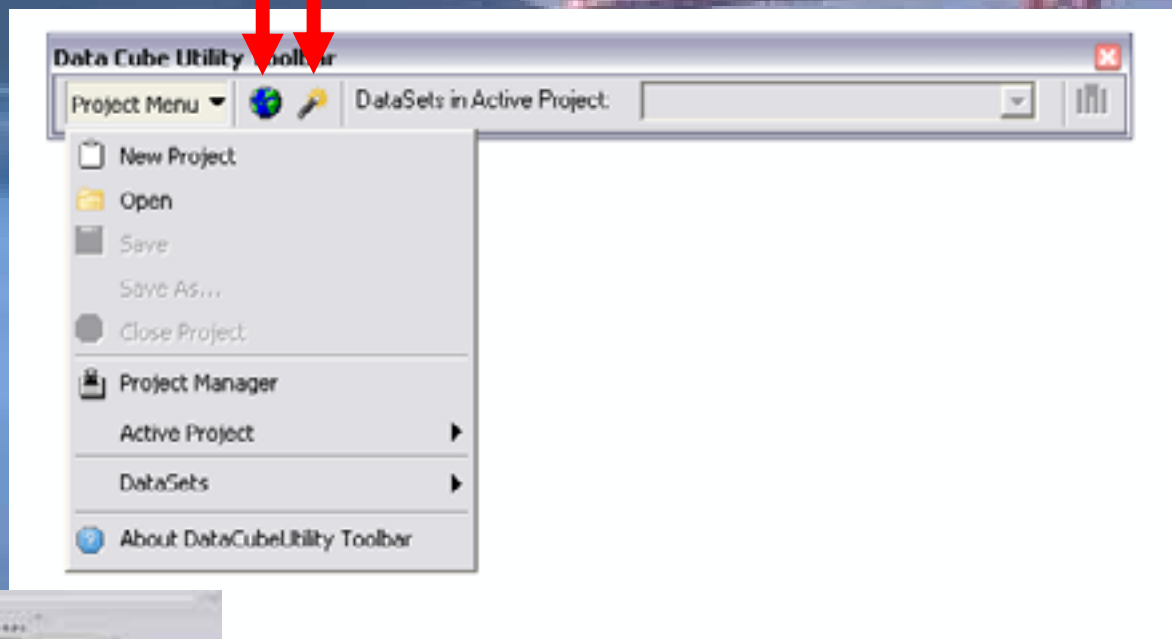 Data Cube Utility Toolbar
Project Menu DataSets in Active Project:
New Project
Open
Save
Save As...
Close Project
Project Manager
Active Project
DataSets
About DataCubeUtility Toolbar